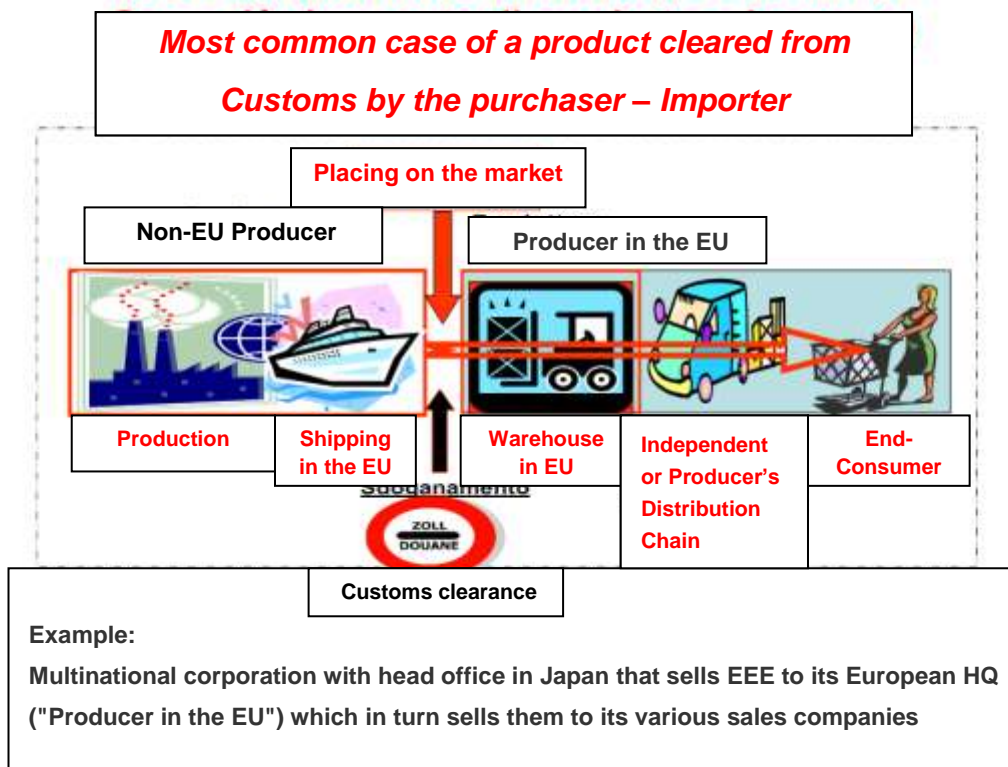 Most common case of a product cleared from
Customs by the purchaser – Importer
Placing on the market
Non-EU Producer
Producer in the EU
Production
Shipping
in the EU
Warehouse
in EU
Independent
or Producer's
Distribution
Chain
End-
Consumer
Sdoganamento
ZOLL
DOUANE
Customs clearance
Example:
Multinational corporation with head office in Japan that sells EEE to its European HQ
("Producer in the EU") which in turn sells them to its various sales companies